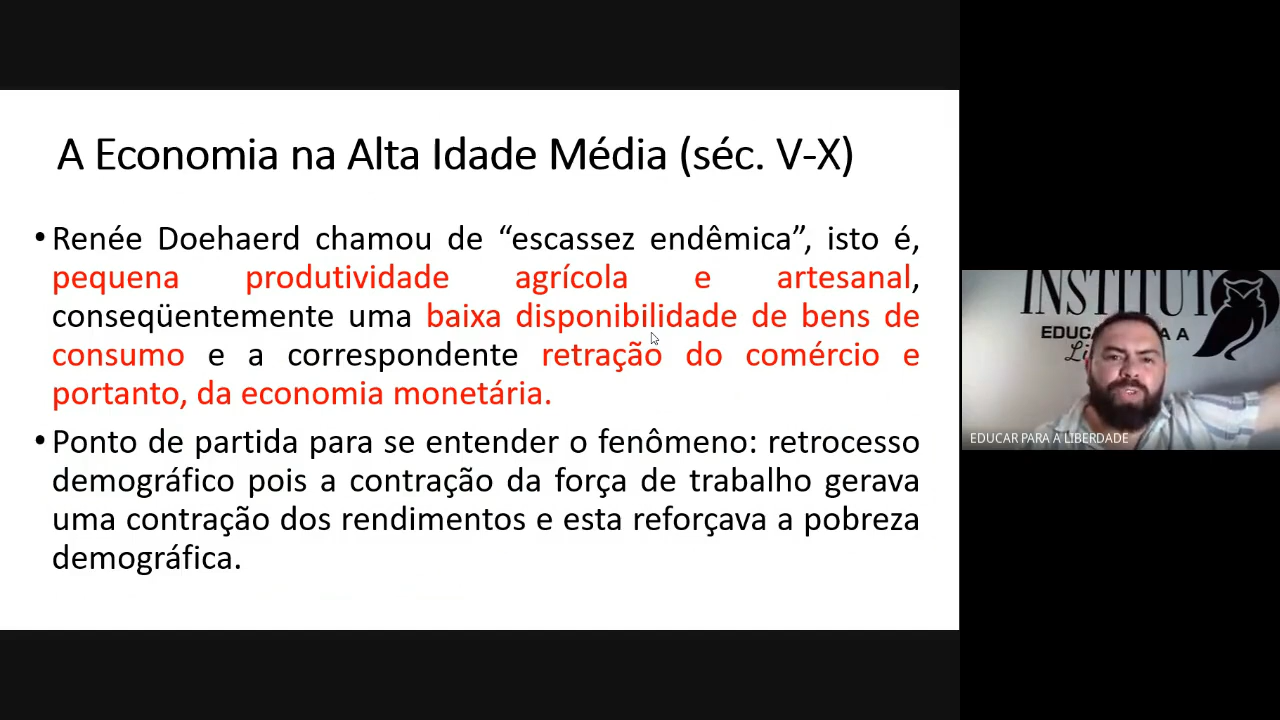 A Economia na Alta Idade Média (séc. V-X)
• Renée Doehaerd chamou de “escassez endêmica”, isto é,
pequena produtividade agrícola e artesanal,
conseqüentemente uma baixa disponibilidade de bens de
consumo e a correspondente retração do comércio e
portanto, da economia monetária.
• Ponto de partida para se entender o fenômeno: retrocesso
demográfico pois a contração da força de trabalho gerava
uma contração dos rendimentos e esta reforçava a pobreza
demográfica.
INSTITUT
EDUCA A A
Li
EDUCAR PARA A LIBERDADE